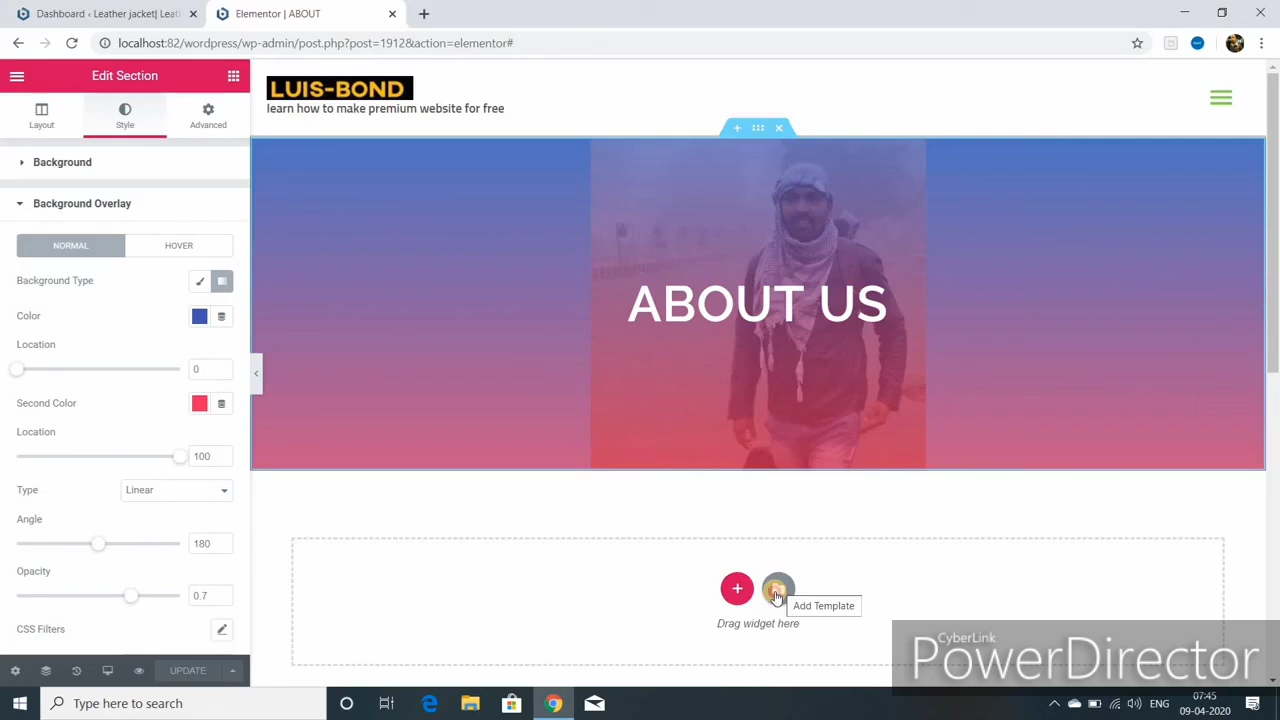 Dashboard ‹ Leather jacket| Leat
Elementor | ABOUT
localhost:82/wordpress/wp-admin/post.php?post=1912&action=elementor#
Edit Section
Layout
Style
Advanced
Background
Background Overlay
NORMAL
HOVER
Background Type
Color
Location
0
Second Color
Location
100
Type
Linear
Angle
180
Opacity
0.7
CSS Filters
UPDATE
LUIS-BOND
learn how to make premium website for free
ABOUT US
Add Template
Drag widget here
CyberLink
PowerDirector
Type here to search
ENG
07:45
09-04-2020